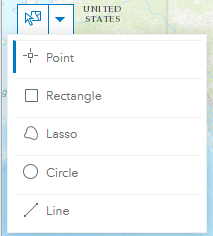 UNITED
STATES
Point
Rectangle
Lasso
Circle
Line